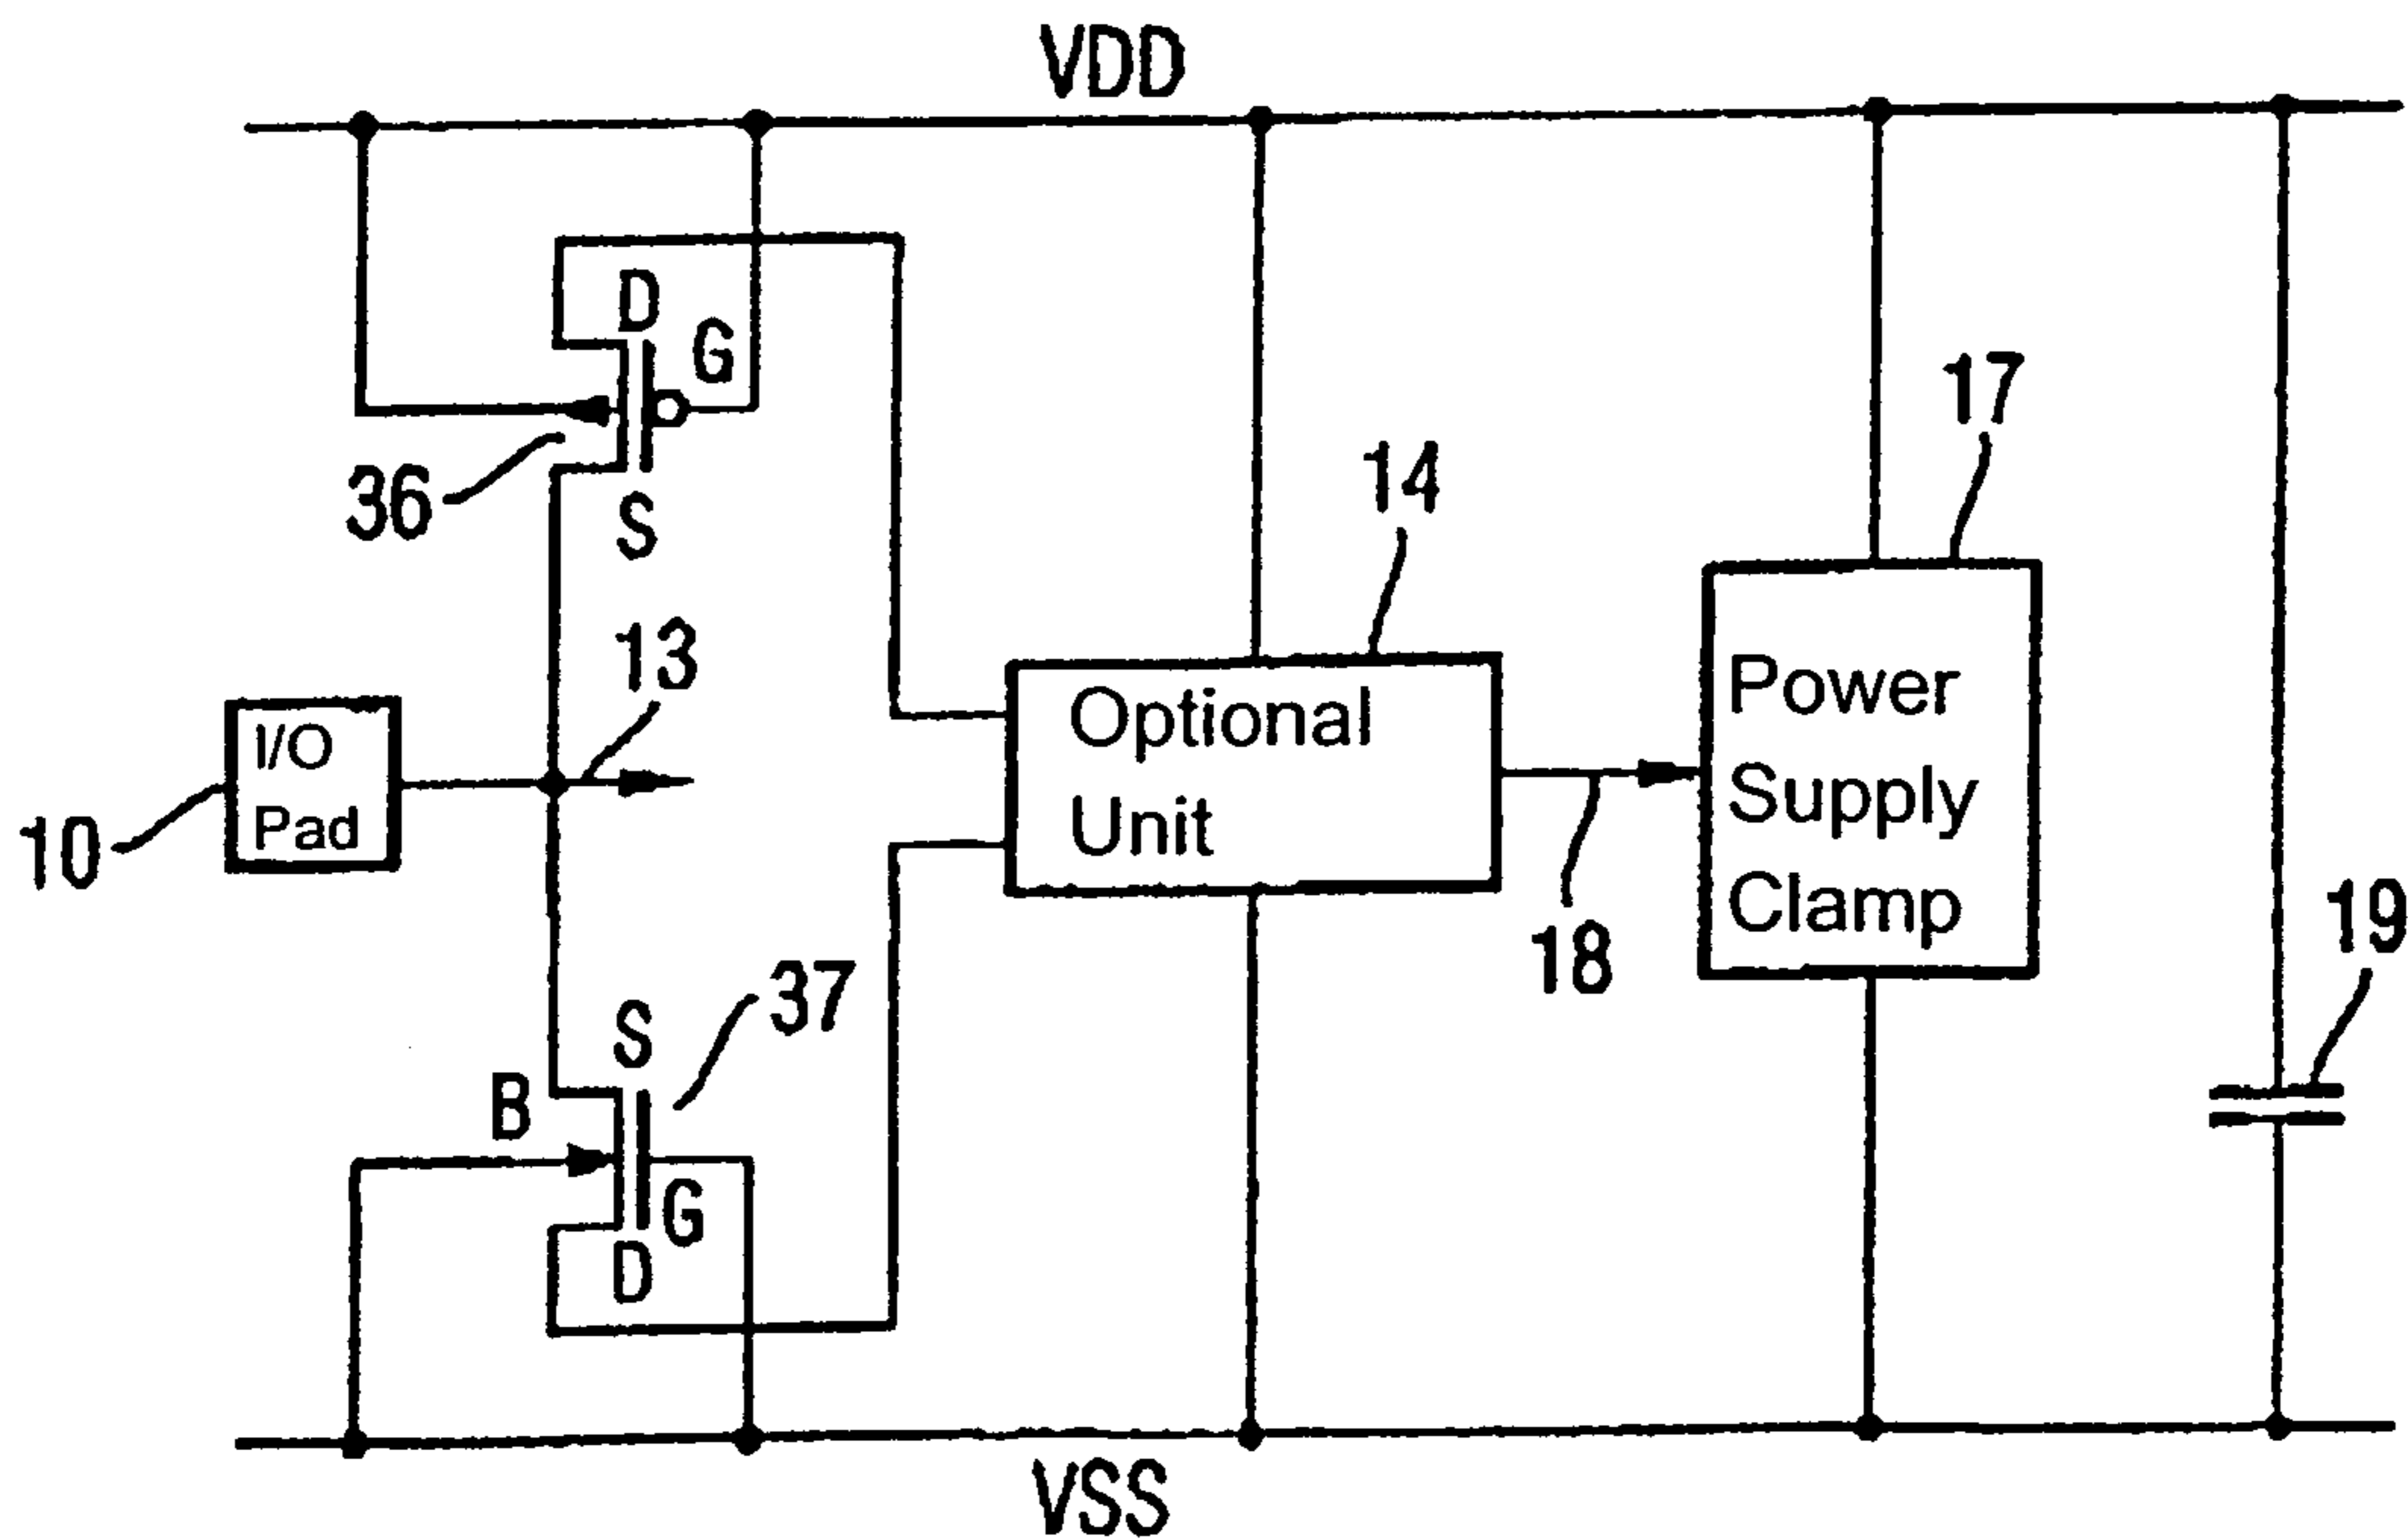 VDD
D
G
17
14
36
S
13
I/O
Pad
Optional
Unit
Power
Supply
Clamp
10
19
18
37
S
B
G
D
VSS